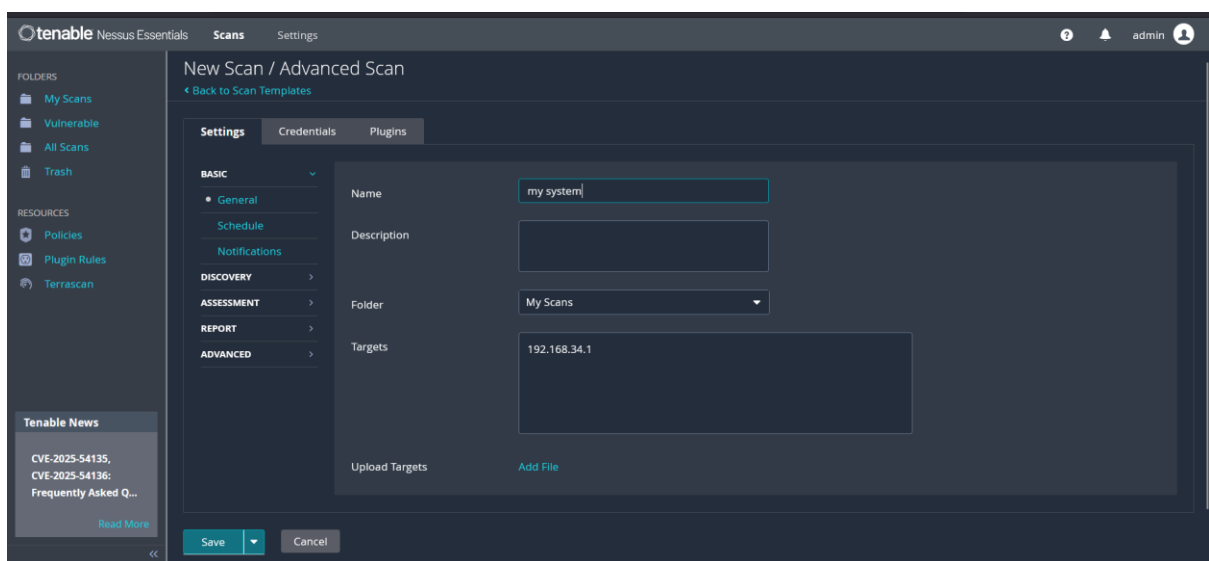 tenable Nessus Essentials Scans Settings admin
FOLDERS
My Scans
Vulnerable
All Scans
Trash
RESOURCES
Policies
Plugin Rules
Terrascan
Tenable News
CVE-2025-54135,
CVE-2025-54136:
Frequently Asked Q...
Read More
New Scan / Advanced Scan
Back to Scan Templates
Settings Credentials Plugins
BASIC
General
Schedule
Notifications
DISCOVERY
ASSESSMENT
REPORT
ADVANCED
Name my system
Description
Folder My Scans
Targets 192.168.34.1
Upload Targets Add File
Save Cancel